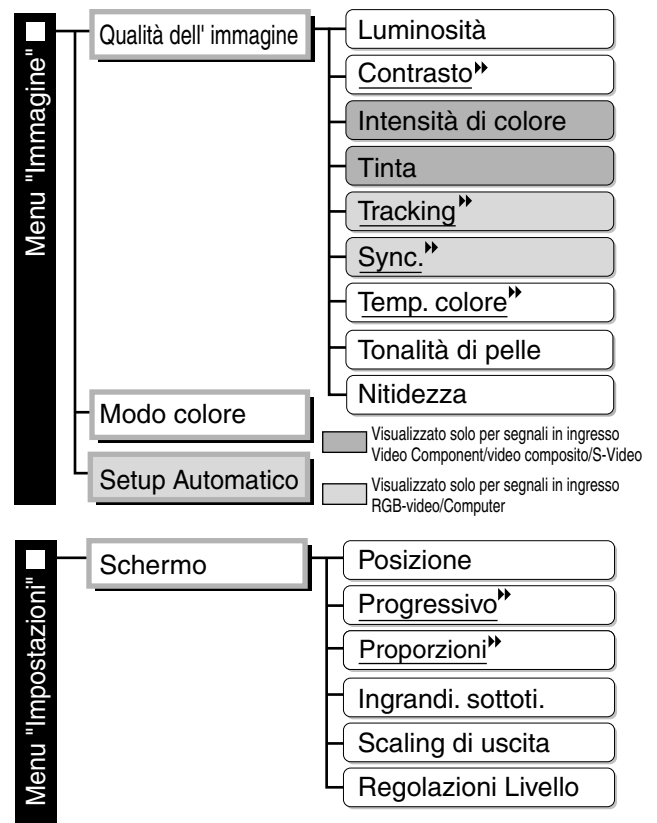 Menu "Immagine"
Qualità dell' immagine
Luminosità
Contrasto
Intensità di colore
Tinta
Tracking
Sync.
Temp. colore
Tonalità di pelle
Nitidezza
Modo colore
Setup Automatico
Visualizzato solo per segnali in ingresso
Video Component/video composito/S-Video
Visualizzato solo per segnali in ingresso
RGB-video/Computer
Menu "Impostazioni"
Schermo
Posizione
Progressivo
Proporzioni
Ingrandi. sottoti.
Scaling di uscita
Regolazioni Livello